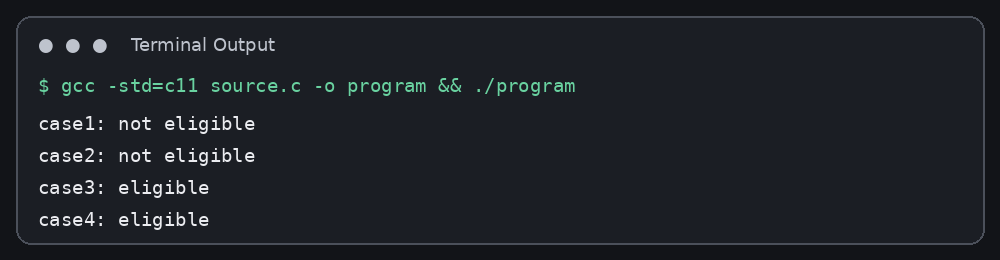 Terminal Output
$ gcc -std=c11 source.c -o program && ./program
case1: not eligible
case2: not eligible
case3: eligible
case4: eligible